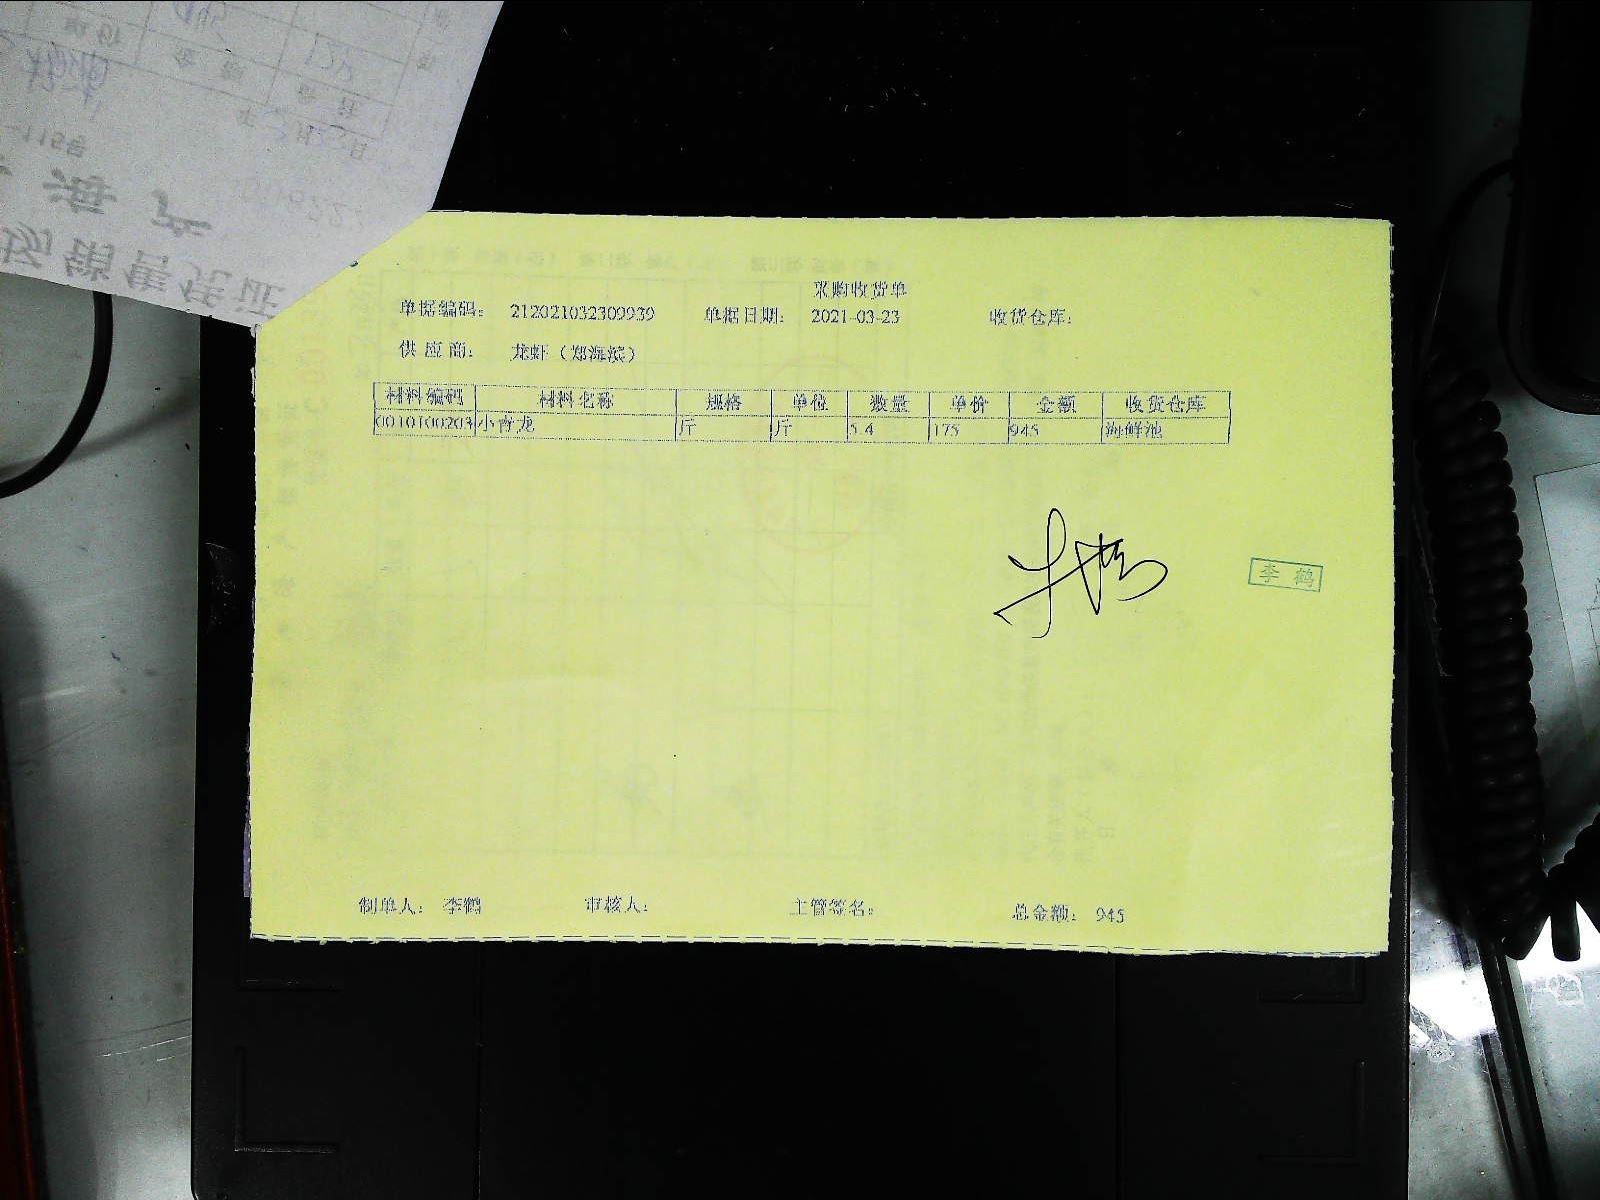 采购收货单
单据编码： 212021032309939 单据日期： 2021-03-23 收货仓库：
供应商： 龙虾（郑海滨）
材料编码 材料名称 规格 单位 数量 单价 金额 收货仓库
0010100203 小青龙 斤 斤 5.4 175 945 海鲜池
李鹤
制单人： 李鹤 审核人： 主管签名： 总金额： 945